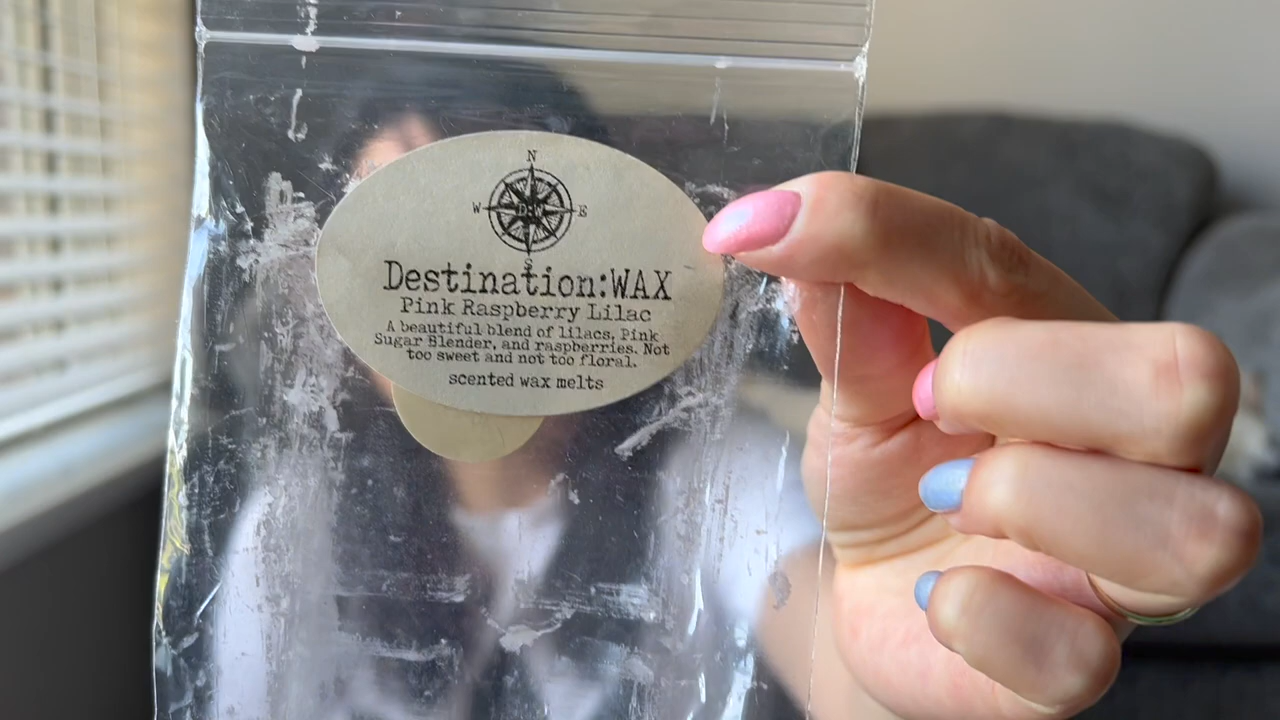 N
W E
S
Destination:WAX
Pink Raspberry Lilac
A beautiful blend of lilacs, Pink
Sugar Blender, and raspberries. Not
too sweet and not too floral.
scented wax melts